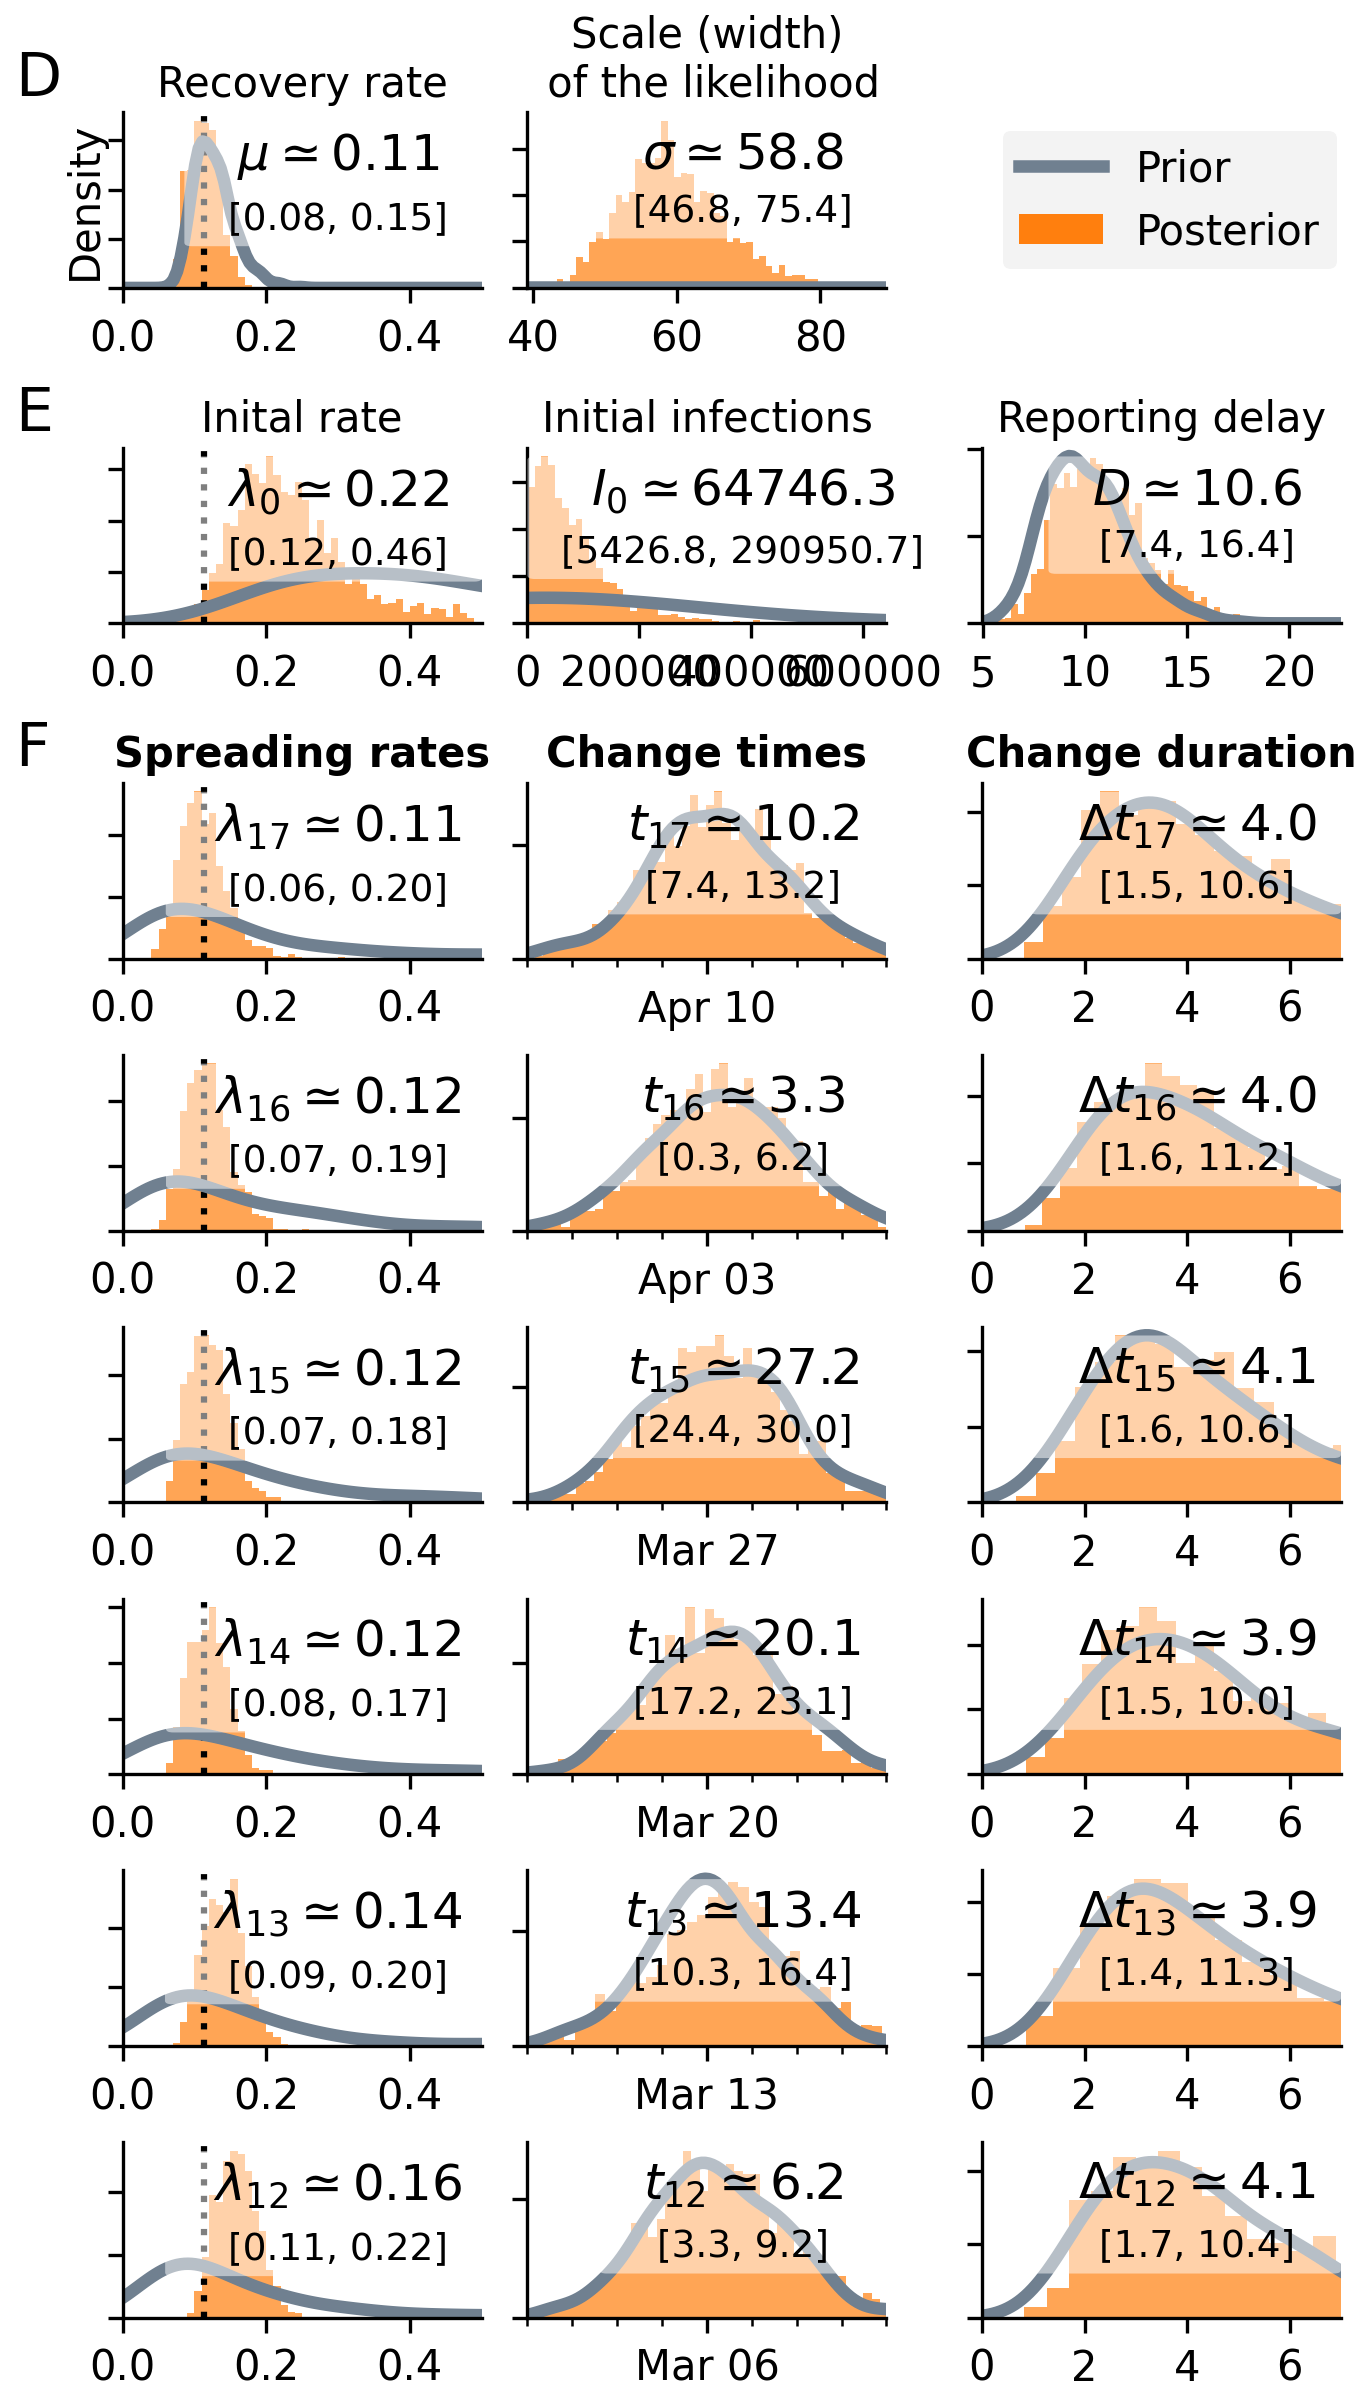 D
Recovery rate
Scale (width)
of the likelihood
Density
μ ≃ 0.11
[0.08, 0.15]
σ ≃ 58.8
[46.8, 75.4]
Prior
Posterior
0.0 0.2 0.4
40 60 80
E
Inital rate
Initial infections
Reporting delay
λ0 ≃ 0.22
[0.12, 0.46]
I0 ≃ 64746.3
[5426.8, 290950.7]
D ≃ 10.6
[7.4, 16.4]
0.0 0.2 0.4
0 200000 400000 600000
5 10 15 20
F
Spreading rates
Change times
Change duration
λ17 ≃ 0.11
[0.06, 0.20]
t17 ≃ 10.2
[7.4, 13.2]
Δt17 ≃ 4.0
[1.5, 10.6]
0.0 0.2 0.4
Apr 10
0 2 4 6
λ16 ≃ 0.12
[0.07, 0.19]
t16 ≃ 3.3
[0.3, 6.2]
Δt16 ≃ 4.0
[1.6, 11.2]
0.0 0.2 0.4
Apr 03
0 2 4 6
λ15 ≃ 0.12
[0.07, 0.18]
t15 ≃ 27.2
[24.4, 30.0]
Δt15 ≃ 4.1
[1.6, 10.6]
0.0 0.2 0.4
Mar 27
0 2 4 6
λ14 ≃ 0.12
[0.08, 0.17]
t14 ≃ 20.1
[17.2, 23.1]
Δt14 ≃ 3.9
[1.5, 10.0]
0.0 0.2 0.4
Mar 20
0 2 4 6
λ13 ≃ 0.14
[0.09, 0.20]
t13 ≃ 13.4
[10.3, 16.4]
Δt13 ≃ 3.9
[1.4, 11.3]
0.0 0.2 0.4
Mar 13
0 2 4 6
λ12 ≃ 0.16
[0.11, 0.22]
t12 ≃ 6.2
[3.3, 9.2]
Δt12 ≃ 4.1
[1.7, 10.4]
0.0 0.2 0.4
Mar 06
0 2 4 6